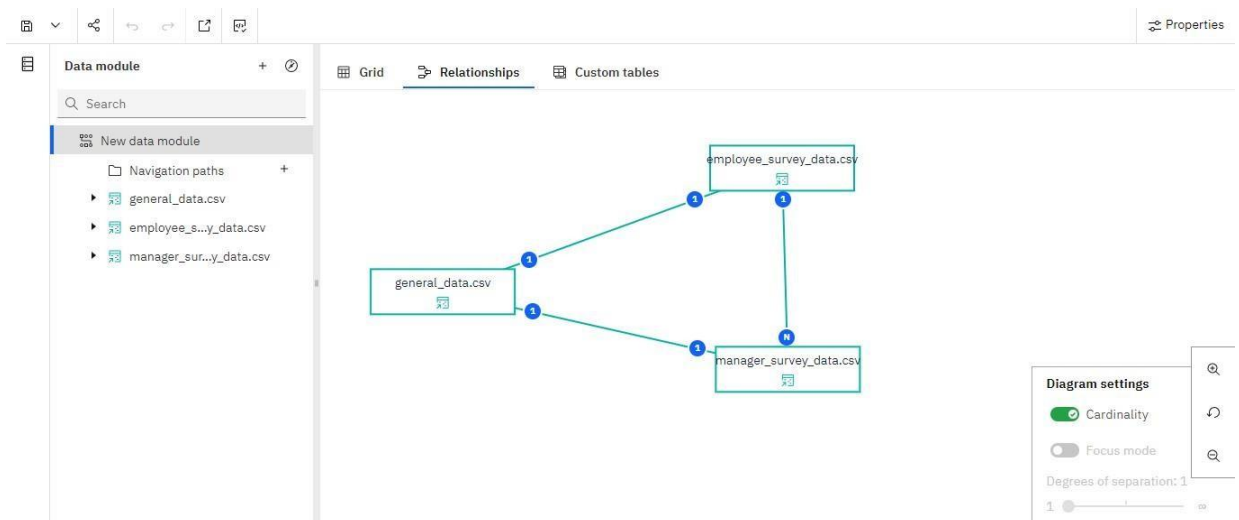 Properties
Data module
Grid
Relationships
Custom tables
Search
New data module
Navigation paths
general_data.csv
employee_s...y_data.csv
manager_sur...y_data.csv
employee_survey_data.csv
1
1
1
general_data.csv
1
1
N
manager_survey_data.csv
Diagram settings
Cardinality
Focus mode
Degrees of separation: 1
1
∞